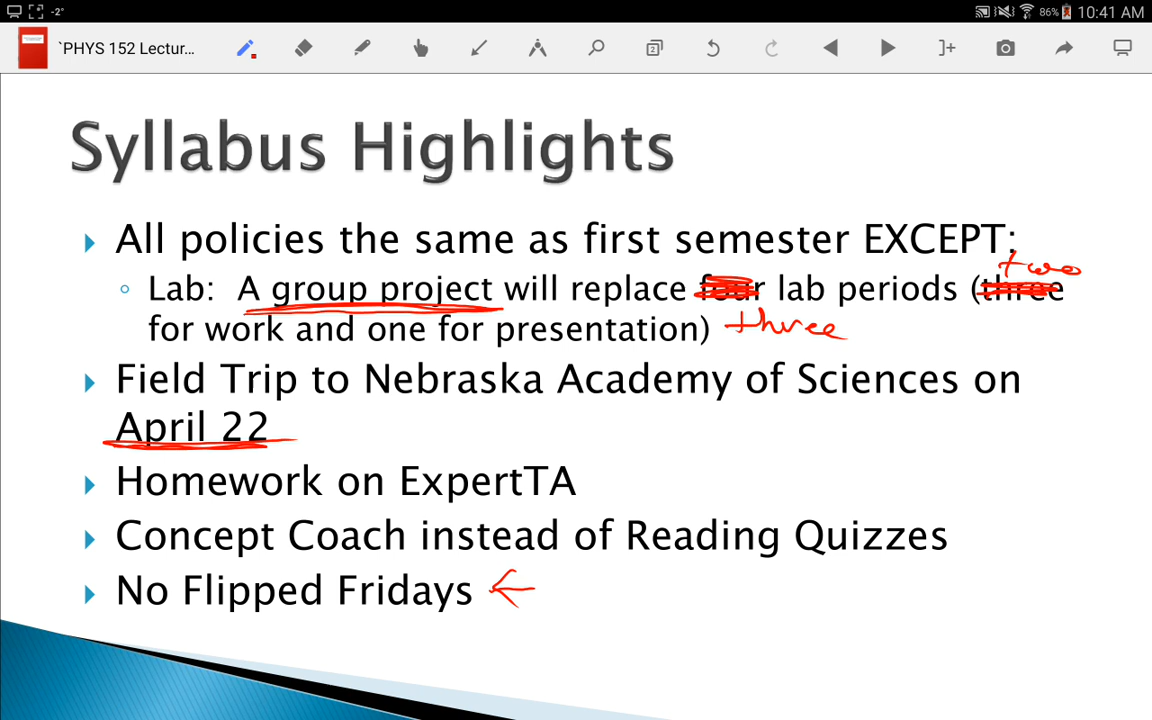 -2°
86% 10:41 AM
`PHYS 152 Lectur...
2
Syllabus Highlights
All policies the same as first semester EXCEPT:
two
Lab: A group project will replace four lab periods (three
for work and one for presentation) three
Field Trip to Nebraska Academy of Sciences on
April 22
Homework on ExpertTA
Concept Coach instead of Reading Quizzes
No Flipped Fridays